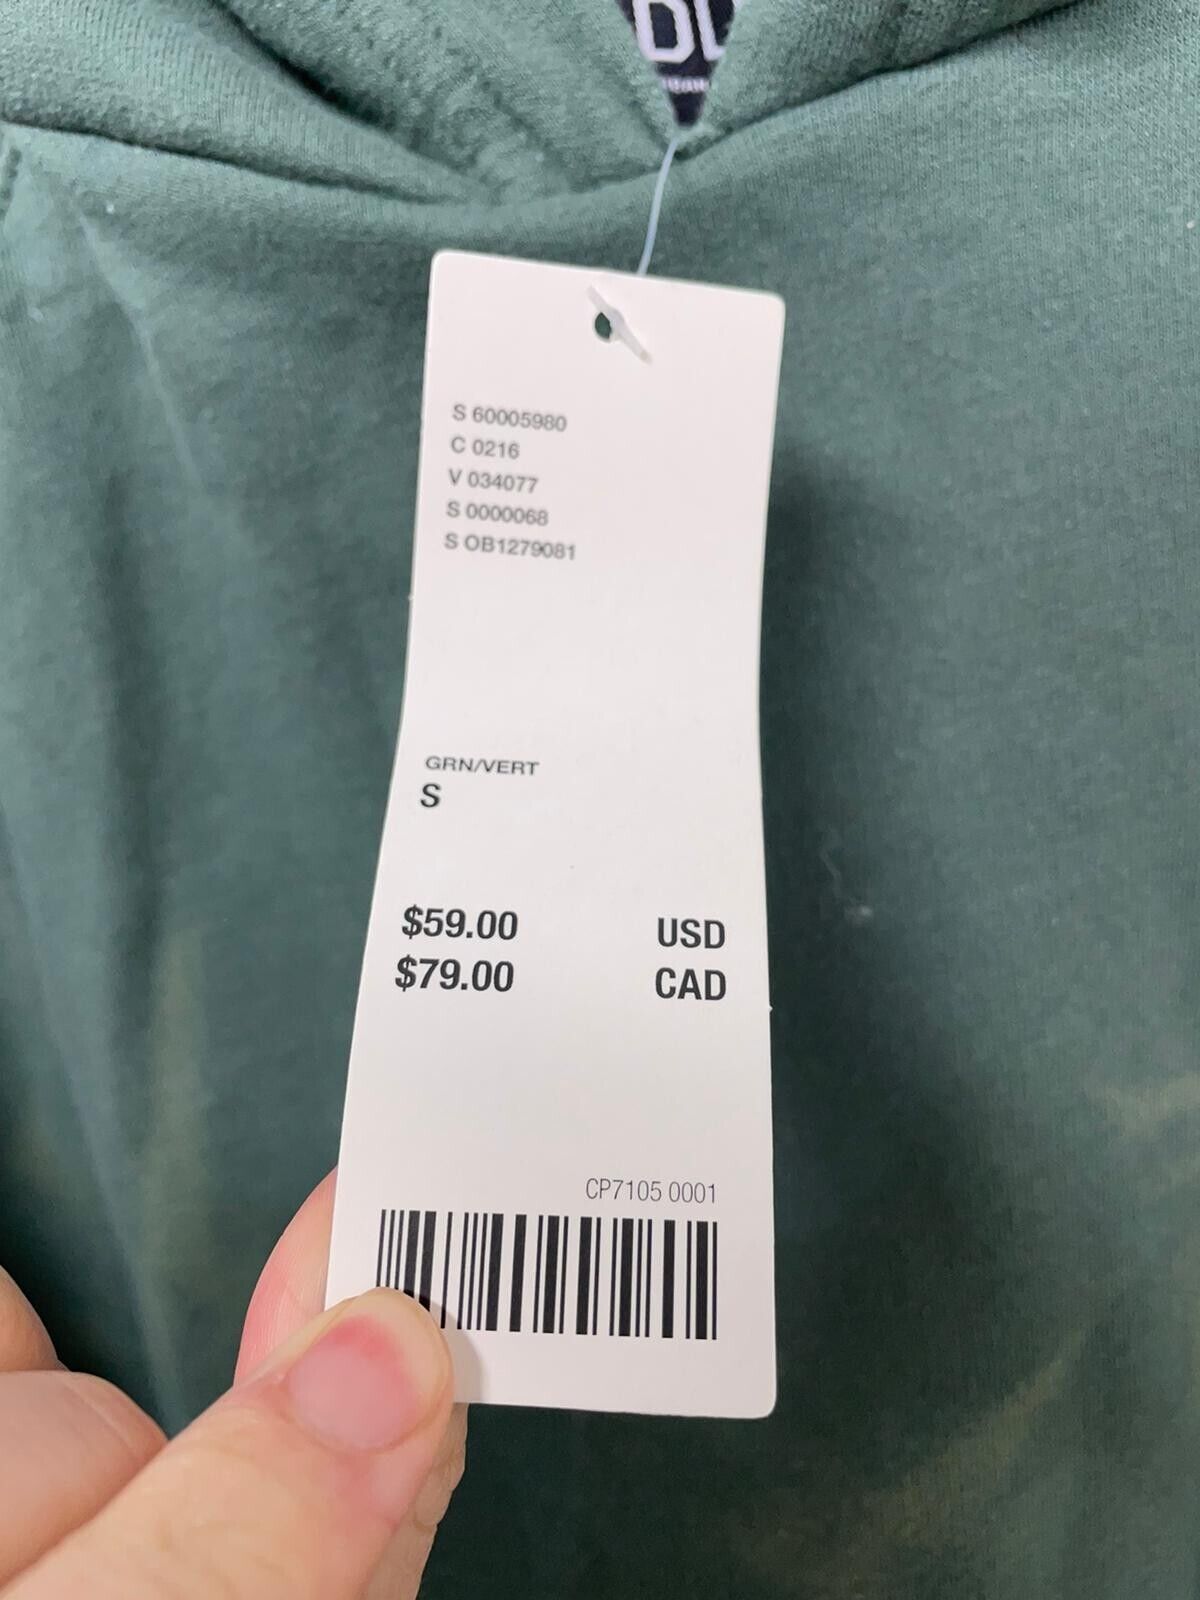 S 60005980
C 0216
V 034077
S 0000068
S OB1279081
GRN/VERT
S
$59.00 USD
$79.00 CAD
CP7105 0001